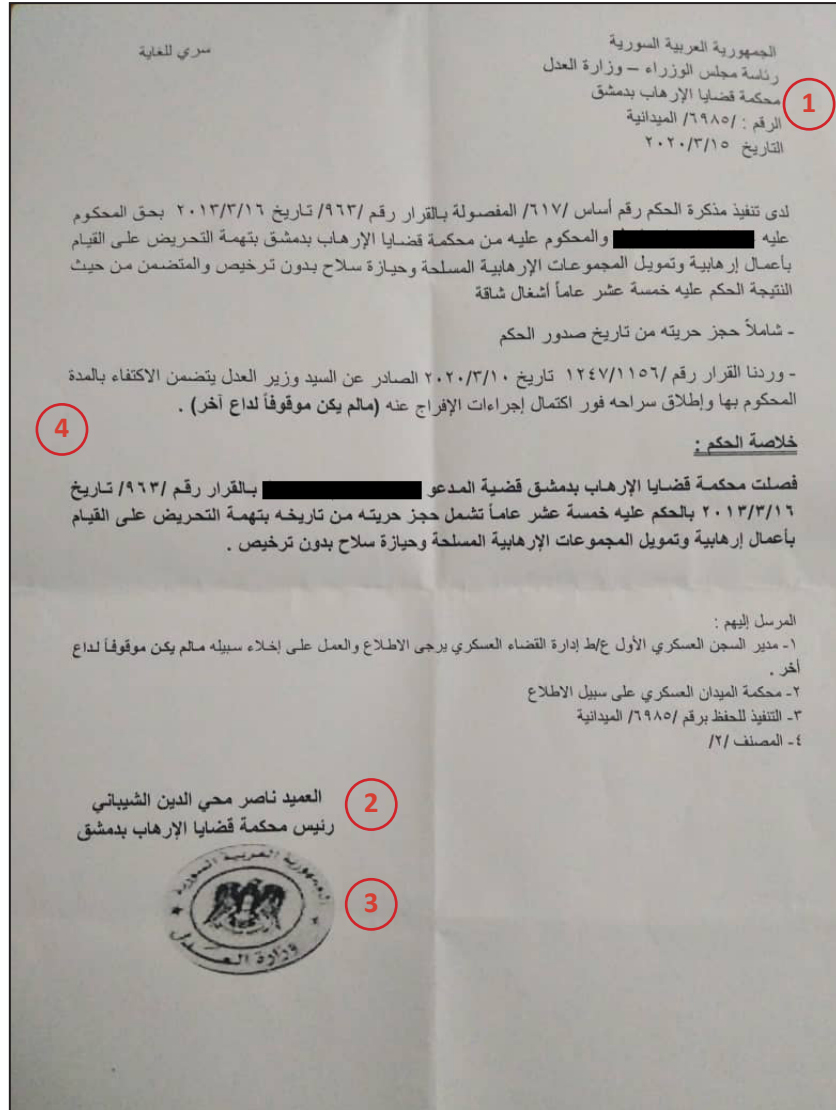 سري للغاية
الجمهورية العربية السورية
رئاسة مجلس الوزراء – وزارة العدل
محكمة قضايا الإرهاب بدمشق
1
الرقم : /٦٩٨٥/ الميدانية
التاريخ ٢٠٢٠/٣/١٥
لدى تنفيذ مذكرة الحكم رقم أساس /٦١٧/ المفصولة بالقرار رقم /٩٦٣/ تاريخ ٢٠١٣/٣/١٦ بحق المحكوم
عليه والمحكوم عليه من محكمة قضايا الإرهاب بدمشق بتهمة التحريض على القيام
بأعمال إرهابية وتمويل المجموعات الإرهابية المسلحة وحيازة سلاح بدون ترخيص والمتضمن من حيث
النتيجة الحكم عليه خمسة عشر عاماً أشغال شاقة
- شاملاً حجز حريته من تاريخ صدور الحكم
- وردنا القرار رقم /١٢٤٧/١١٥٦ تاريخ ٢٠٢٠/٣/١٠ الصادر عن السيد وزير العدل يتضمن الاكتفاء بالمدة
المحكوم بها وإطلاق سراحه فور اكتمال إجراءات الإفراج عنه (مالم يكن موقوفاً لداع آخر) .
4
خلاصة الحكم :
فصلت محكمة قضايا الإرهاب بدمشق قضية المدعو بالقرار رقم /٩٦٣/ تاريخ
٢٠١٣/٣/١٦ بالحكم عليه خمسة عشر عاماً تشمل حجز حريته من تاريخه بتهمة التحريض على القيام
بأعمال إرهابية وتمويل المجموعات الإرهابية المسلحة وحيازة سلاح بدون ترخيص .
المرسل إليهم :
١- مدير السجن العسكري الأول ع/ط إدارة القضاء العسكري يرجى الاطلاع والعمل على إخلاء سبيله مالم يكن موقوفاً لداع
أخر .
٢- محكمة الميدان العسكري على سبيل الاطلاع
٣- التنفيذ للحفظ برقم /٦٩٨٥/ الميدانية
٤- المصنف /٢/
العميد ناصر محي الدين الشيباني
2
رئيس محكمة قضايا الإرهاب بدمشق
الجمهورية العربية السورية
3
وزارة العدل